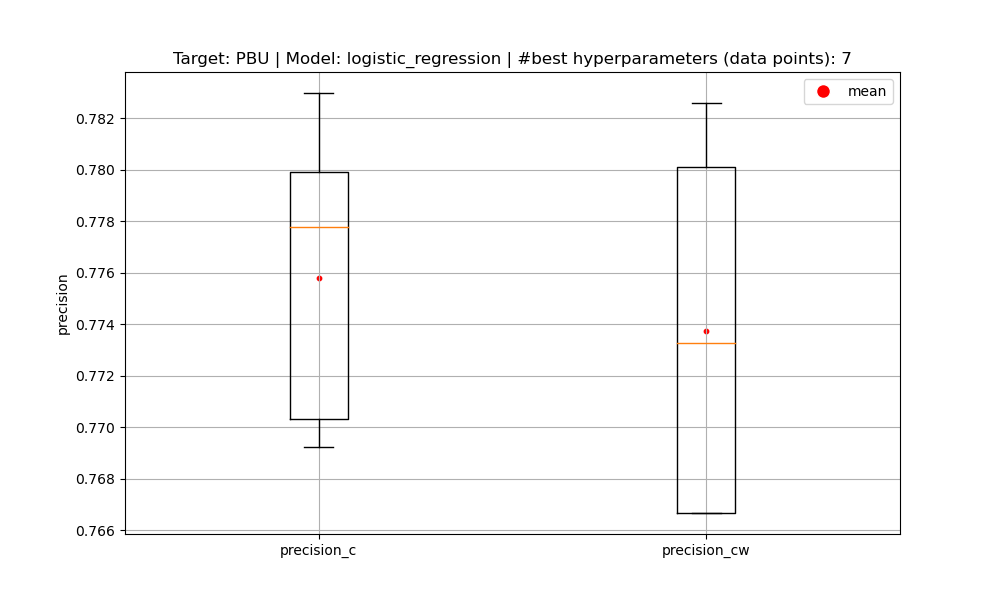 Target: PBU | Model: logistic_regression | #best hyperparameters (data points): 7
mean
precision
0.782
0.780
0.778
0.776
0.774
0.772
0.770
0.768
0.766
precision_c
precision_cw